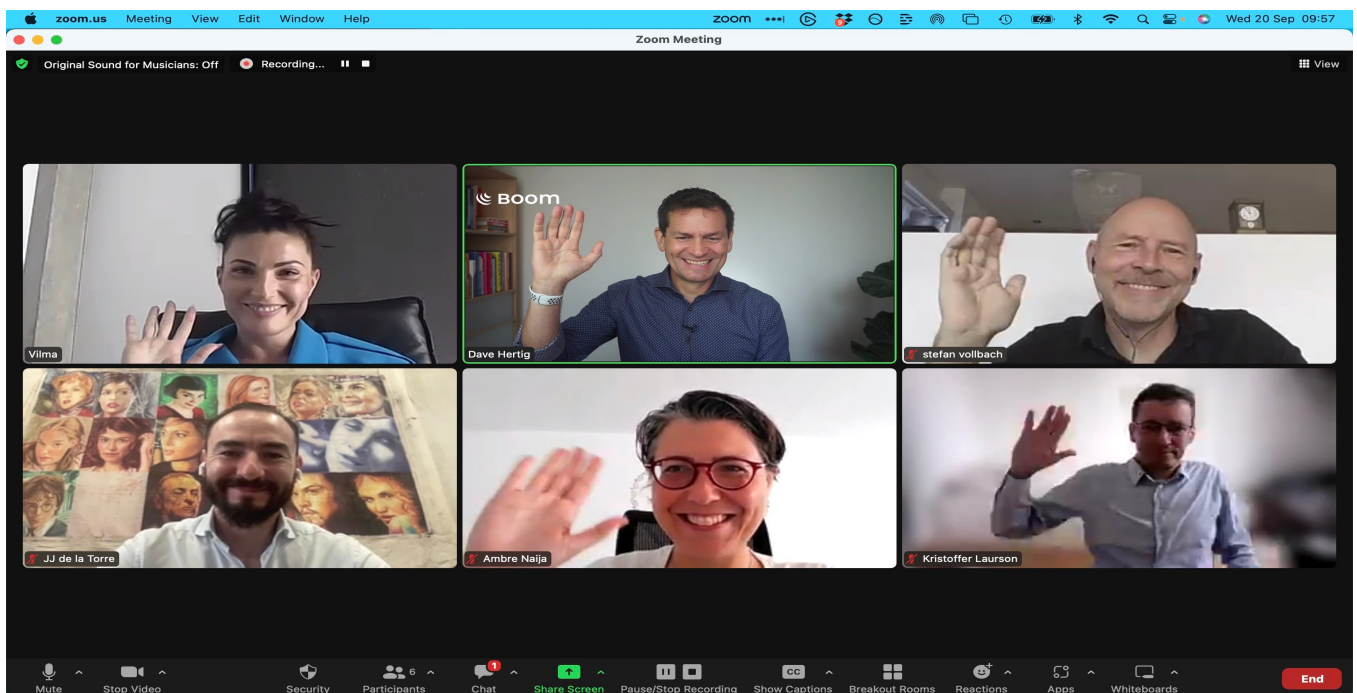 zoom.us Meeting View Edit Window Help zoom Wed 20 Sep 09:57
Zoom Meeting
Original Sound for Musicians: Off Recording... View
BOOM
Vilma
Dave Hertig
stefan vollbach
JJ de la Torre
Ambre Naija
Kristoffer Laurson
6
1
CC
Mute Stop Video Security Participants Chat Share Screen Pause/Stop Recording Show Captions Breakout Rooms Reactions Apps Whiteboards
End